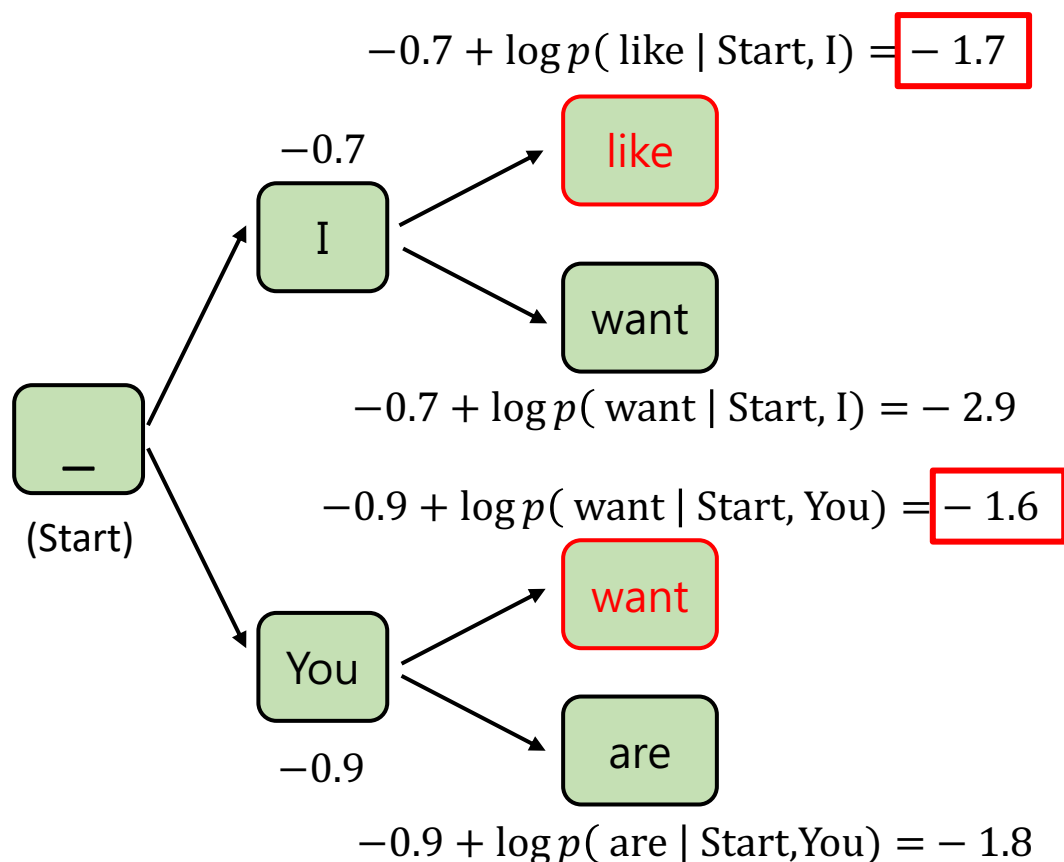 −0.7 + log p( like | Start, I) = − 1.7
−0.7
like
I
want
−0.7 + log p( want | Start, I) = − 2.9
_
(Start)
−0.9 + log p( want | Start, You) = − 1.6
want
You
−0.9
are
−0.9 + log p( are | Start,You) = − 1.8